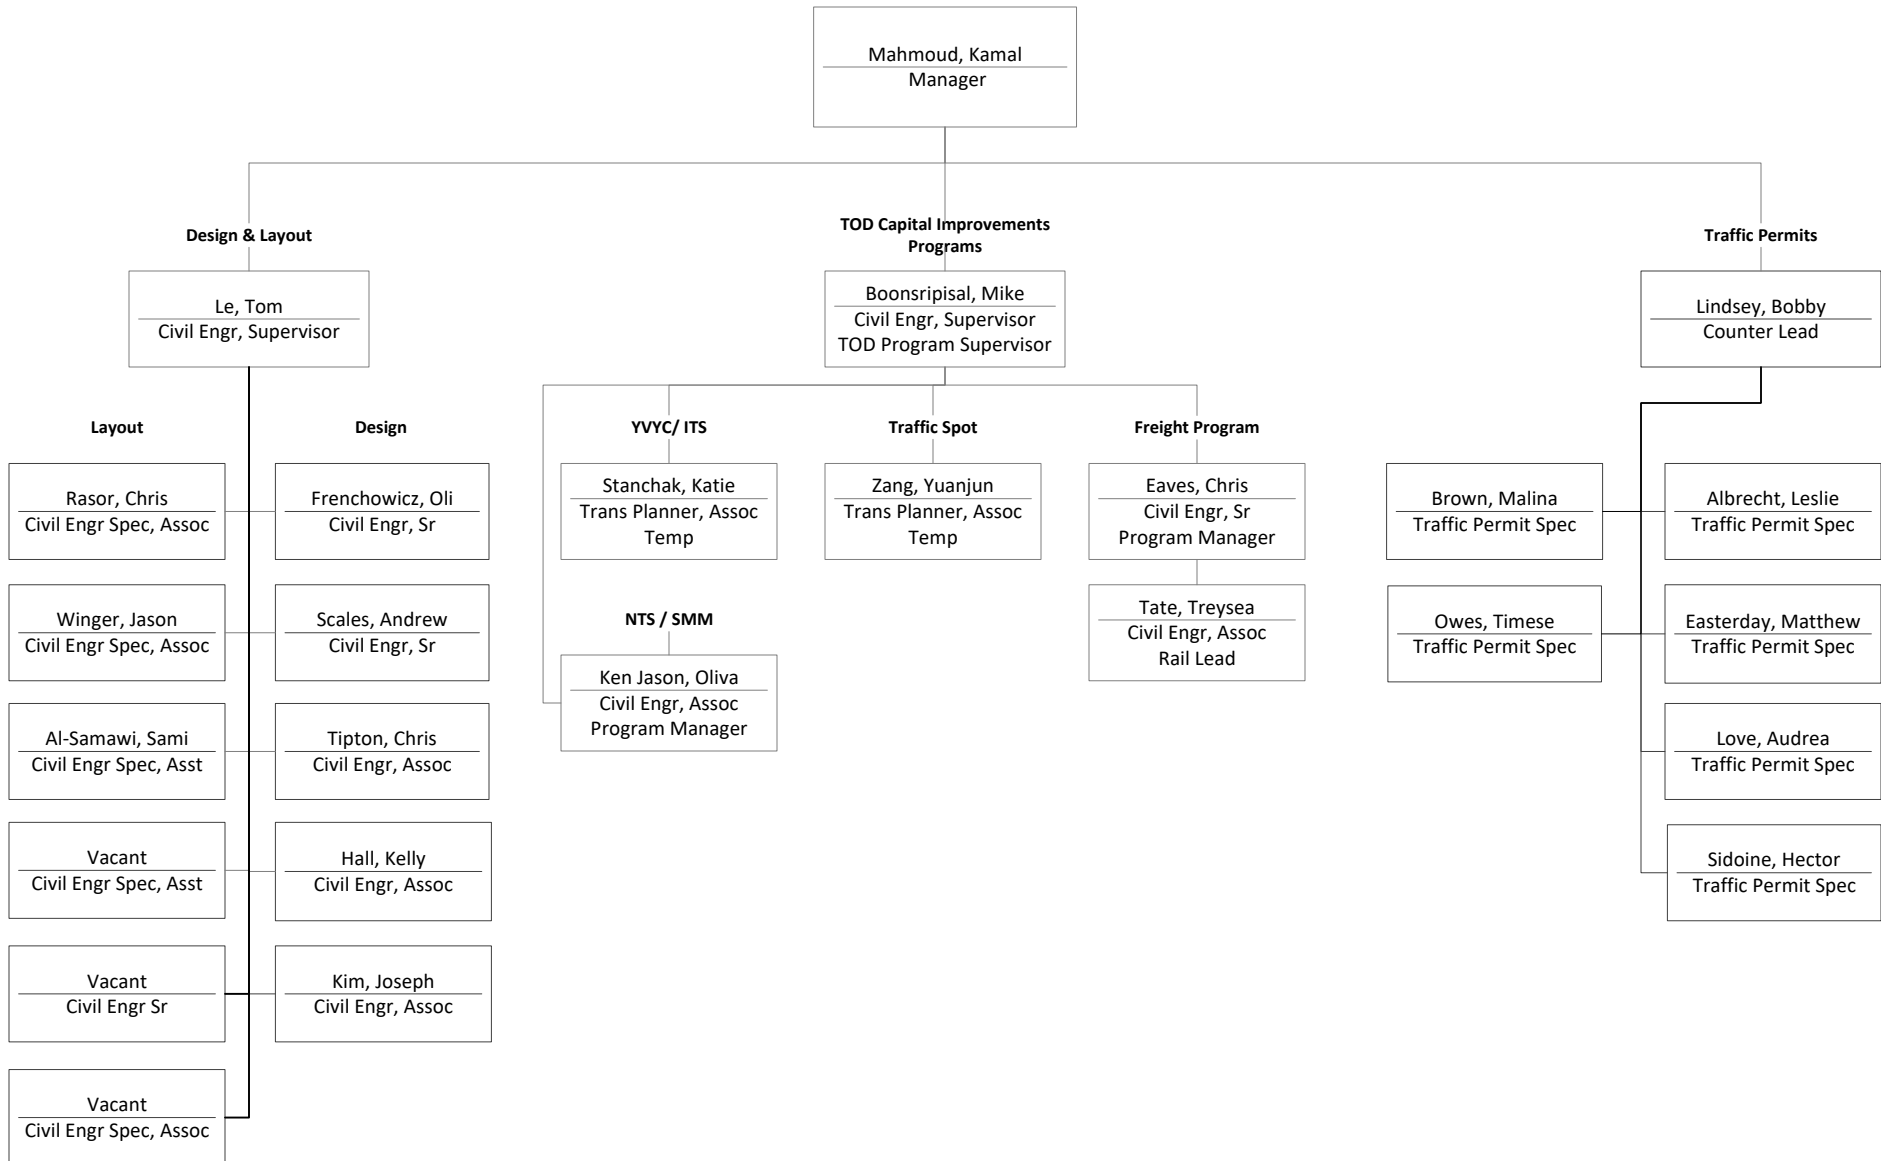 Mahmoud, Kamal
Manager
Design & Layout
TOD Capital Improvements
Programs
Traffic Permits
Le, Tom
Civil Engr, Supervisor
Boonsripisal, Mike
Civil Engr, Supervisor
TOD Program Supervisor
Lindsey, Bobby
Counter Lead
Layout
Design
YVYC/ ITS
Traffic Spot
Freight Program
Rasor, Chris
Civil Engr Spec, Assoc
Frenchowicz, Oli
Civil Engr, Sr
Stanchak, Katie
Trans Planner, Assoc
Temp
Zang, Yuanjun
Trans Planner, Assoc
Temp
Eaves, Chris
Civil Engr, Sr
Program Manager
Brown, Malina
Traffic Permit Spec
Albrecht, Leslie
Traffic Permit Spec
Winger, Jason
Civil Engr Spec, Assoc
Scales, Andrew
Civil Engr, Sr
NTS / SMM
Tate, Treysea
Civil Engr, Assoc
Rail Lead
Owes, Timese
Traffic Permit Spec
Easterday, Matthew
Traffic Permit Spec
Ken Jason, Oliva
Civil Engr, Assoc
Program Manager
Al-Samawi, Sami
Civil Engr Spec, Asst
Tipton, Chris
Civil Engr, Assoc
Love, Audrea
Traffic Permit Spec
Vacant
Civil Engr Spec, Asst
Hall, Kelly
Civil Engr, Assoc
Sidoine, Hector
Traffic Permit Spec
Vacant
Civil Engr Sr
Kim, Joseph
Civil Engr, Assoc
Vacant
Civil Engr Spec, Assoc